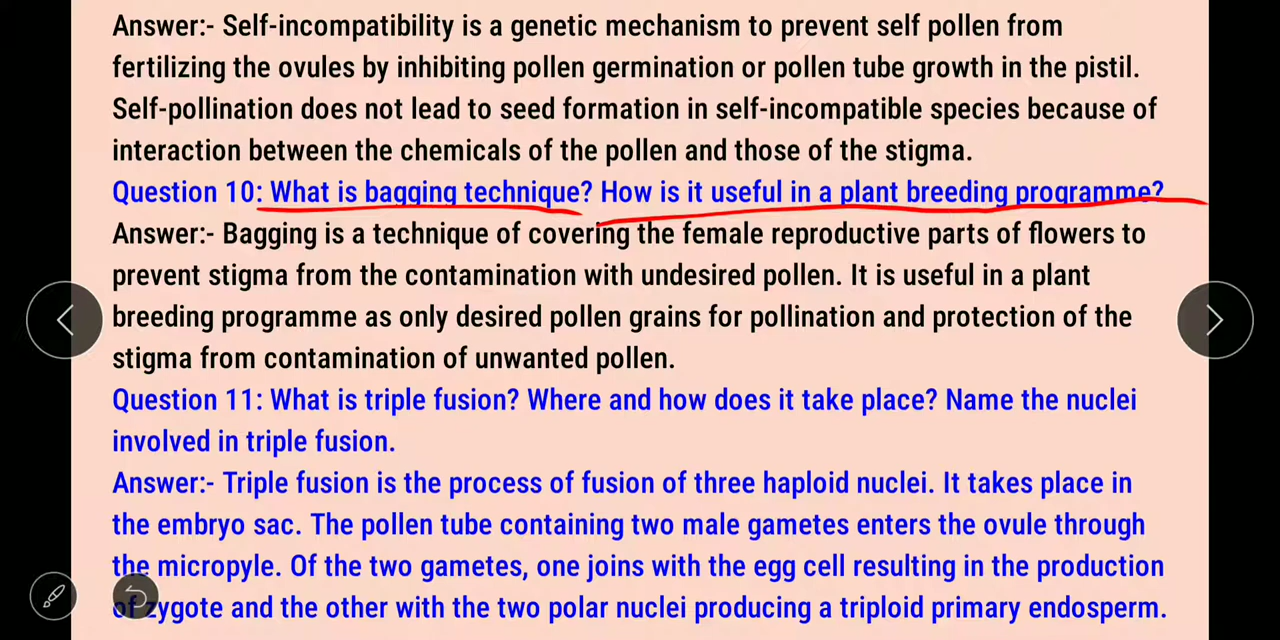 Answer:- Self-incompatibility is a genetic mechanism to prevent self pollen from
fertilizing the ovules by inhibiting pollen germination or pollen tube growth in the pistil.
Self-pollination does not lead to seed formation in self-incompatible species because of
interaction between the chemicals of the pollen and those of the stigma.
Question 10: What is bagging technique? How is it useful in a plant breeding programme?
Answer:- Bagging is a technique of covering the female reproductive parts of flowers to
prevent stigma from the contamination with undesired pollen. It is useful in a plant
breeding programme as only desired pollen grains for pollination and protection of the
stigma from contamination of unwanted pollen.
Question 11: What is triple fusion? Where and how does it take place? Name the nuclei
involved in triple fusion.
Answer:- Triple fusion is the process of fusion of three haploid nuclei. It takes place in
the embryo sac. The pollen tube containing two male gametes enters the ovule through
the micropyle. Of the two gametes, one joins with the egg cell resulting in the production
of zygote and the other with the two polar nuclei producing a triploid primary endosperm.